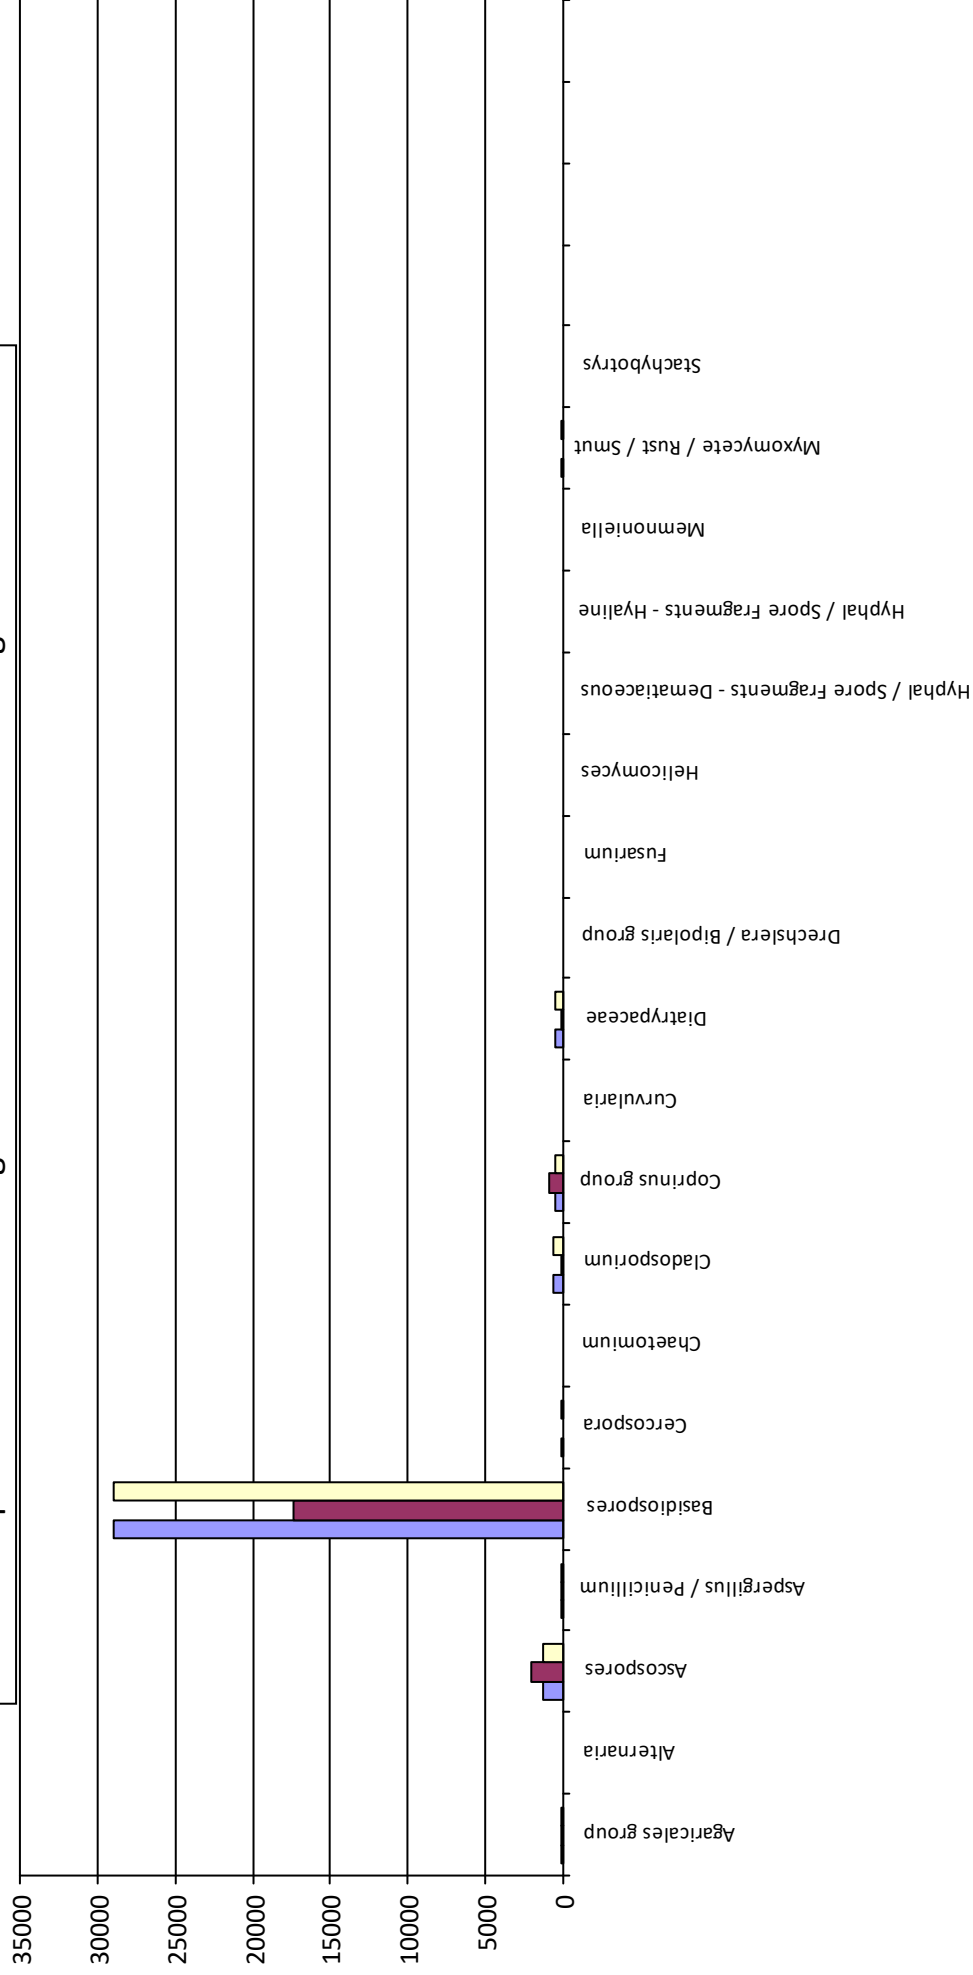 35000
30000
25000
20000
15000
10000
5000
0
Agaricales group
Alternaria
Ascospores
Aspergillus / Penicillium
Basidiospores
Cercospora
Chaetomium
Cladosporium
Coprinus group
Curvularia
Diatrypaceae
Drechslera / Bipolaris group
Fusarium
Helicomyces
Hyphal / Spore Fragments - Dematiaceous
Hyphal / Spore Fragments - Hyaline
Memnoniella
Myxomycete / Rust / Smut
Stachybotrys